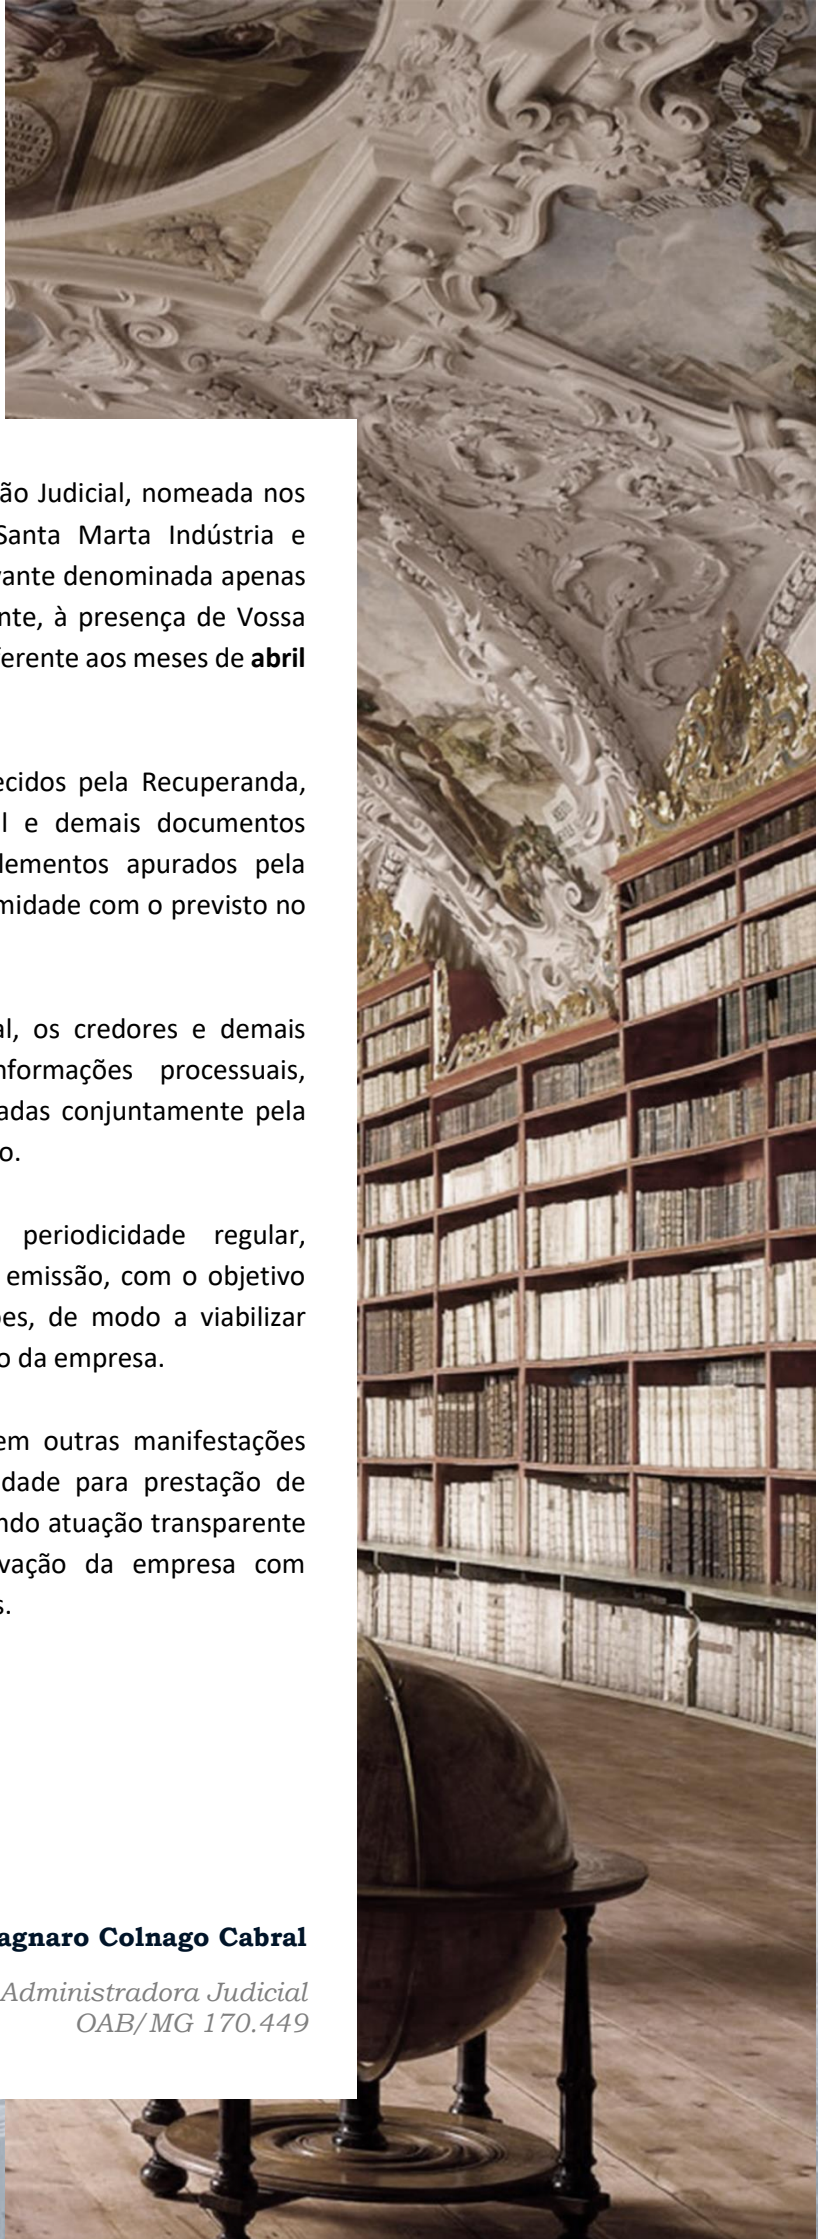 ão Judicial, nomeada nos
Santa Marta Indústria e
vante denominada apenas
nte, à presença de Vossa
ferente aos meses de abril
ecidos pela Recuperanda,
l e demais documentos
lementos apurados pela
midade com o previsto no
al, os credores e demais
nformações processuais,
adas conjuntamente pela
o.
periodicidade regular,
emissão, com o objetivo
es, de modo a viabilizar
o da empresa.
em outras manifestações
dade para prestação de
ndo atuação transparente
vação da empresa com
s.
agnaro Colnago Cabral
Administradora Judicial
OAB/MG 170.449